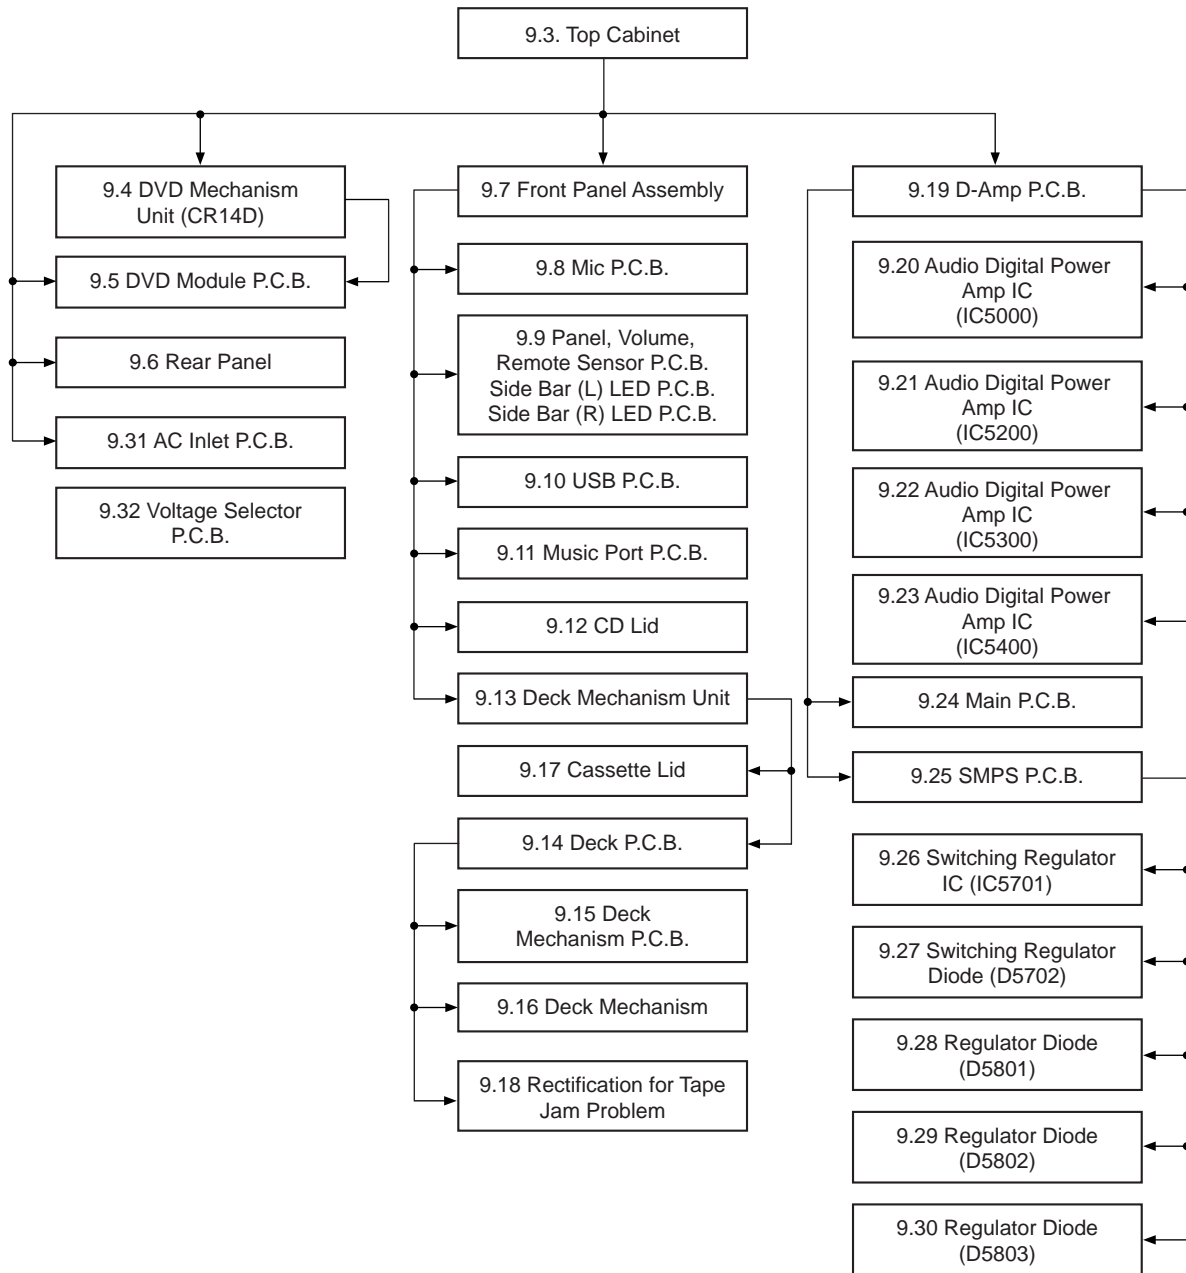 9.3. Top Cabinet
9.4 DVD Mechanism
Unit (CR14D)
9.5 DVD Module P.C.B.
9.6 Rear Panel
9.31 AC Inlet P.C.B.
9.32 Voltage Selector
P.C.B.
9.7 Front Panel Assembly
9.8 Mic P.C.B.
9.9 Panel, Volume,
Remote Sensor P.C.B.
Side Bar (L) LED P.C.B.
Side Bar (R) LED P.C.B.
9.10 USB P.C.B.
9.11 Music Port P.C.B.
9.12 CD Lid
9.13 Deck Mechanism Unit
9.17 Cassette Lid
9.14 Deck P.C.B.
9.15 Deck
Mechanism P.C.B.
9.16 Deck Mechanism
9.18 Rectification for Tape
Jam Problem
9.19 D-Amp P.C.B.
9.20 Audio Digital Power
Amp IC
(IC5000)
9.21 Audio Digital Power
Amp IC
(IC5200)
9.22 Audio Digital Power
Amp IC
(IC5300)
9.23 Audio Digital Power
Amp IC
(IC5400)
9.24 Main P.C.B.
9.25 SMPS P.C.B.
9.26 Switching Regulator
IC (IC5701)
9.27 Switching Regulator
Diode (D5702)
9.28 Regulator Diode
(D5801)
9.29 Regulator Diode
(D5802)
9.30 Regulator Diode
(D5803)